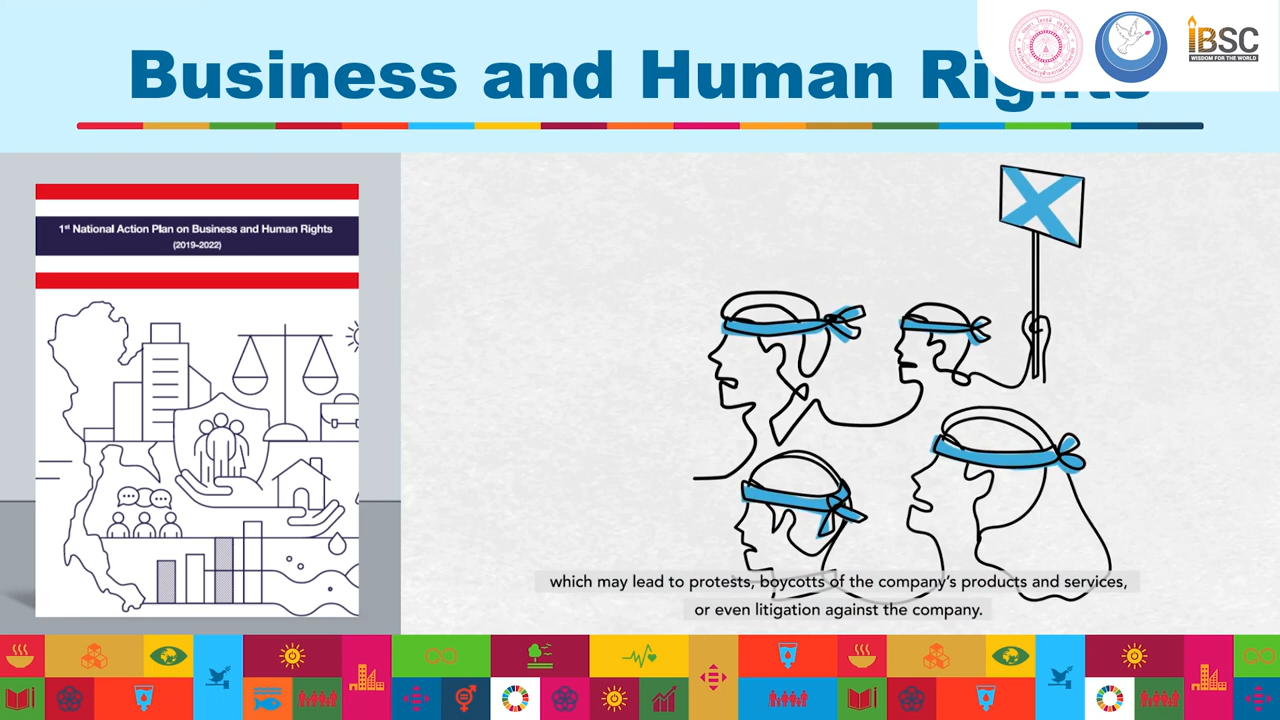 Business and Human Rights
iBSC
WISDOM FOR THE WORLD
1st National Action Plan on Business and Human Rights
(2019-2022)
which may lead to protests, boycotts of the company's products and services,
or even litigation against the company.